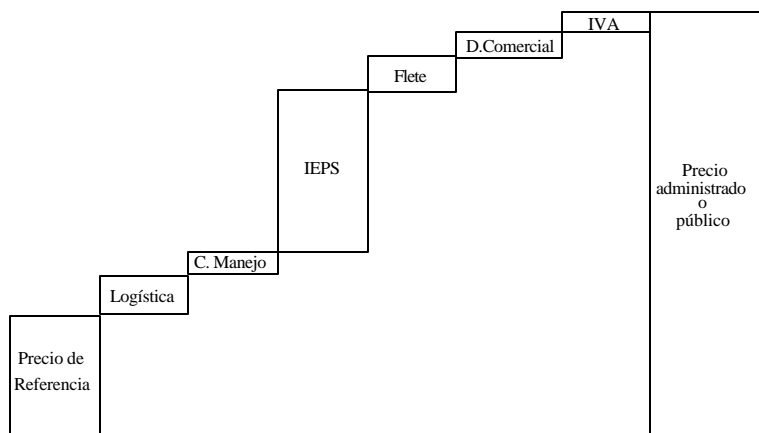 IVA
D.Comercial
Flete
IEPS
Precio
administrado
o
público
C. Manejo
Logística
Precio de
Referencia